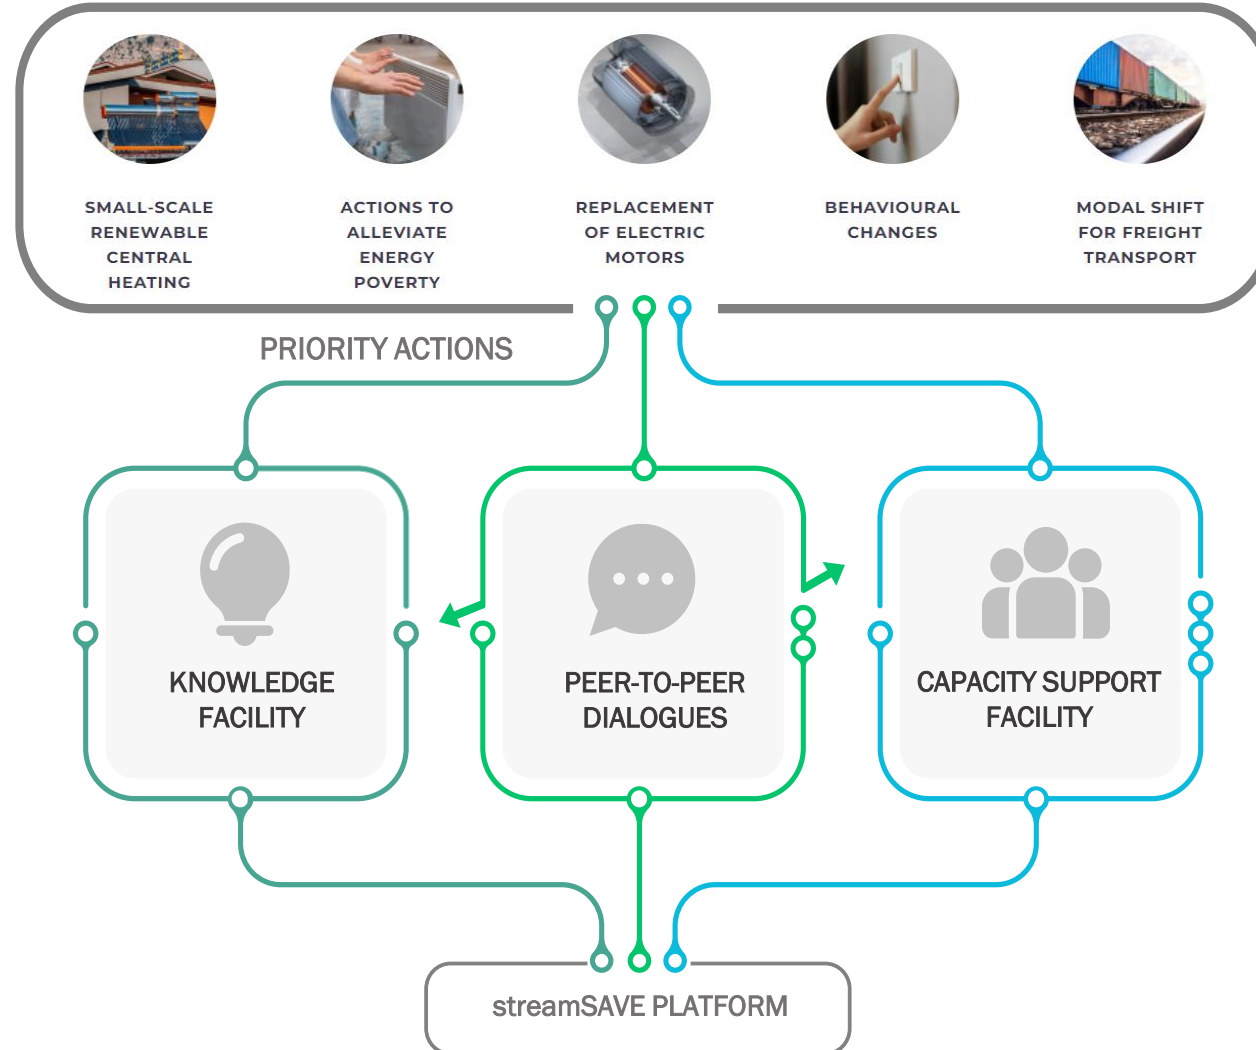 SMALL-SCALE
RENEWABLE
CENTRAL
HEATING
ACTIONS TO
ALLEVIATE
ENERGY
POVERTY
REPLACEMENT
OF ELECTRIC
MOTORS
BEHAVIOURAL
CHANGES
MODAL SHIFT
FOR FREIGHT
TRANSPORT
PRIORITY ACTIONS
KNOWLEDGE
FACILITY
PEER-TO-PEER
DIALOGUES
CAPACITY SUPPORT
FACILITY
streamSAVE PLATFORM